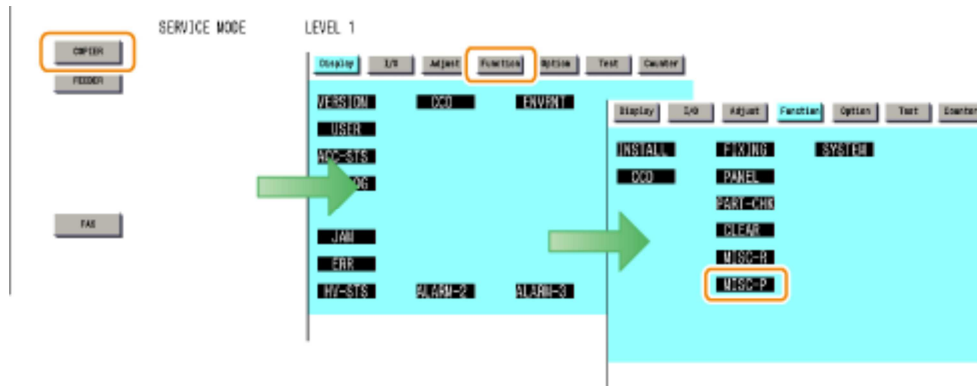 SERVICE MODE LEVEL 1
COPIER
FEEDER
FAX
Display I/O Adjust Function Option Test Counter
VERSION CCD ENVRNT
USER
ACC-STS
JAM
ERR
HV-STS ALARM-2 ALARM-3
Display I/O Adjust Function Option Test Counter
INSTALL FIXING SYSTEM
CCD PANEL
PART-CHK
CLEAR
MISC-R
MISC-P